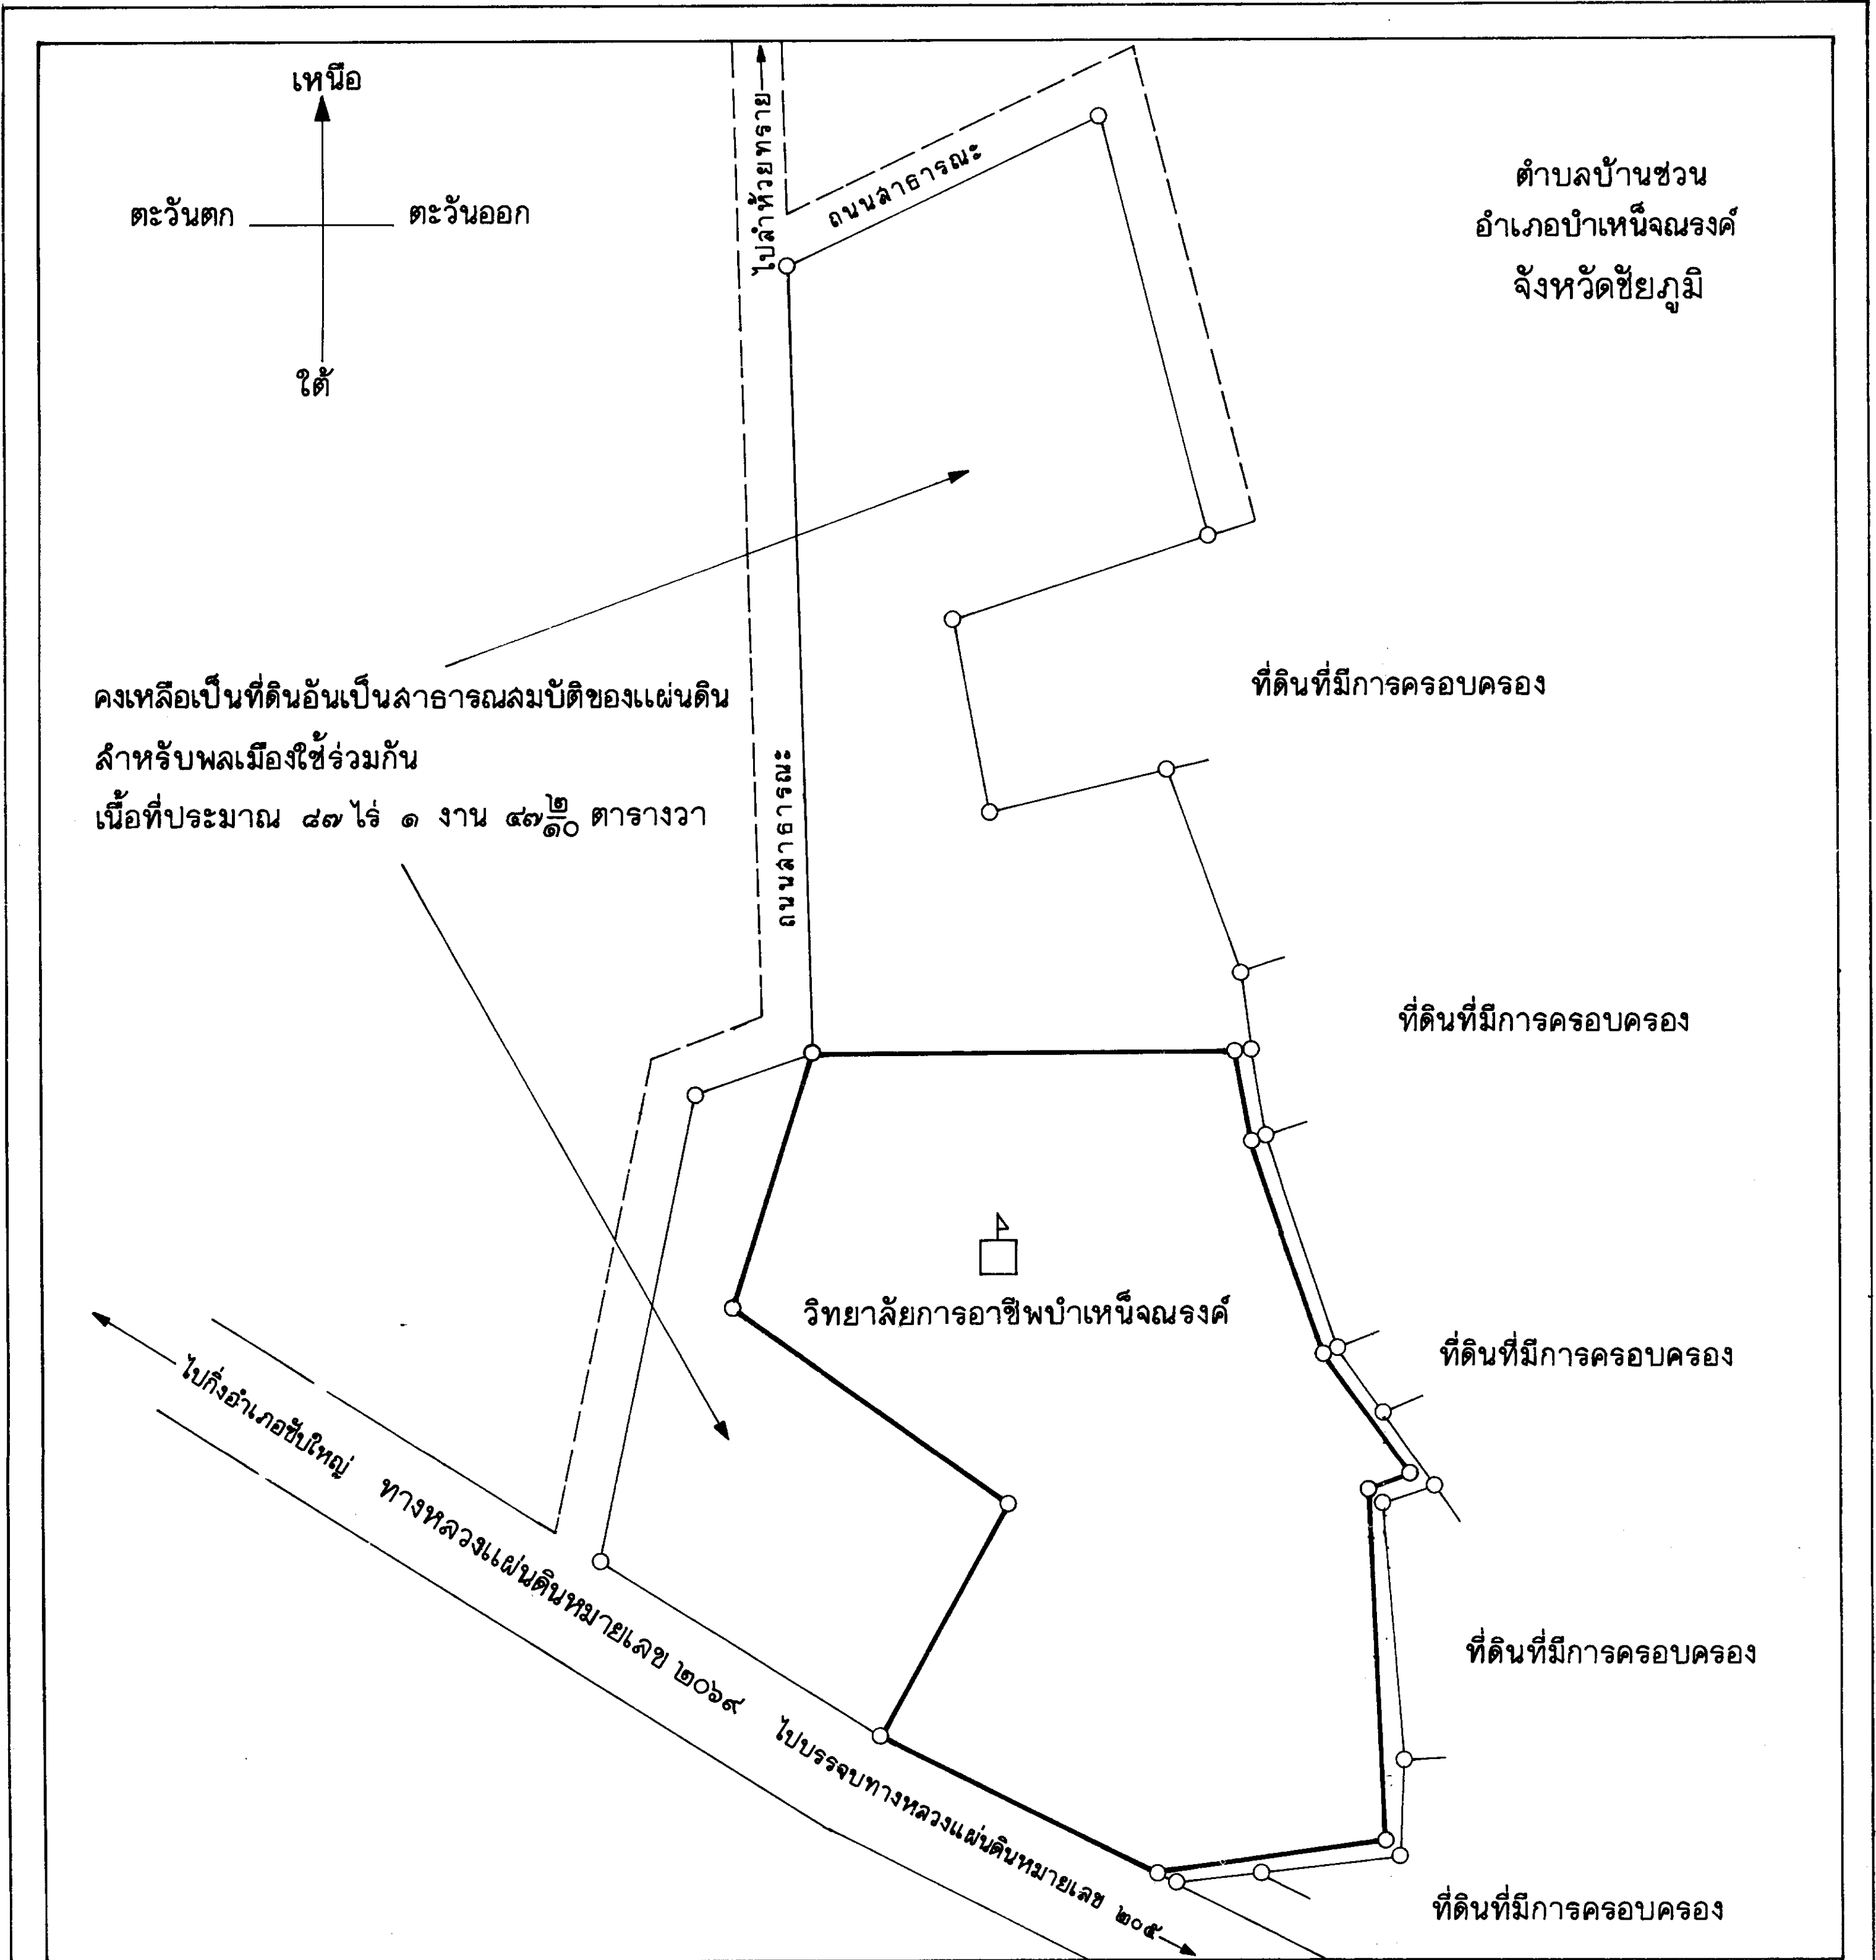 เหนือ
ตะวันตก
ตะวันออก
ใต้
ตำบลบ้านชวน
อำเภอบำเหน็จณรงค์
จังหวัดชัยภูมิ
ไปลำห้วยทราย
ถนนสาธารณะ
คงเหลือเป็นที่ดินอันเป็นสาธารณสมบัติของแผ่นดิน
สำหรับพลเมืองใช้ร่วมกัน
เนื้อที่ประมาณ ๘๗ ไร่ ๑ งาน ๔๗ ๒/๑๐ ตารางวา
ถนนสาธารณะ
ที่ดินที่มีการครอบครอง
ที่ดินที่มีการครอบครอง
วิทยาลัยการอาชีพบำเหน็จณรงค์
ที่ดินที่มีการครอบครอง
ไปกิ่งอำเภอซับใหญ่
ทางหลวงแผ่นดินหมายเลข ๒๐๖๙
ไปบรรจบทางหลวงแผ่นดินหมายเลข ๒๐๕
ที่ดินที่มีการครอบครอง
ที่ดินที่มีการครอบครอง